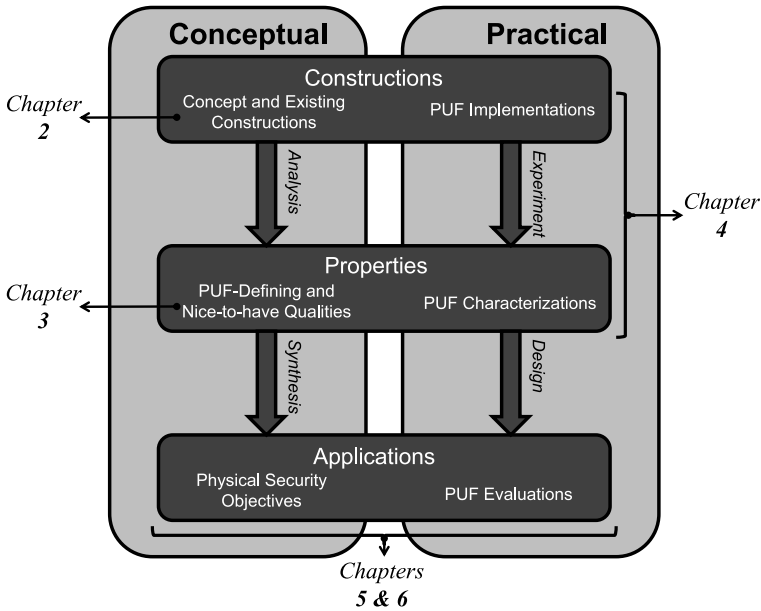 Conceptual
Practical
Constructions
Concept and Existing
Constructions
PUF Implementations
Chapter
2
Analysis
Experiment
Chapter
4
Properties
PUF-Defining and
Nice-to-have Qualities
PUF Characterizations
Chapter
3
Synthesis
Design
Applications
Physical Security
Objectives
PUF Evaluations
Chapters
5 & 6